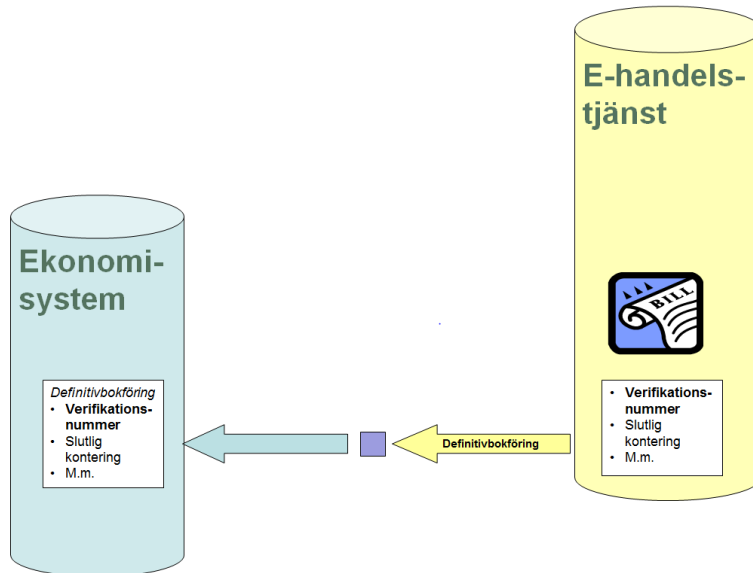 E-handels-
tjänst
Ekonomi-
system
BILL
Definitivbokföring
• Verifikations-
nummer
• Slutlig
kontering
• M.m.
Definitivbokföring
• Verifikations-
nummer
• Slutlig
kontering
• M.m.